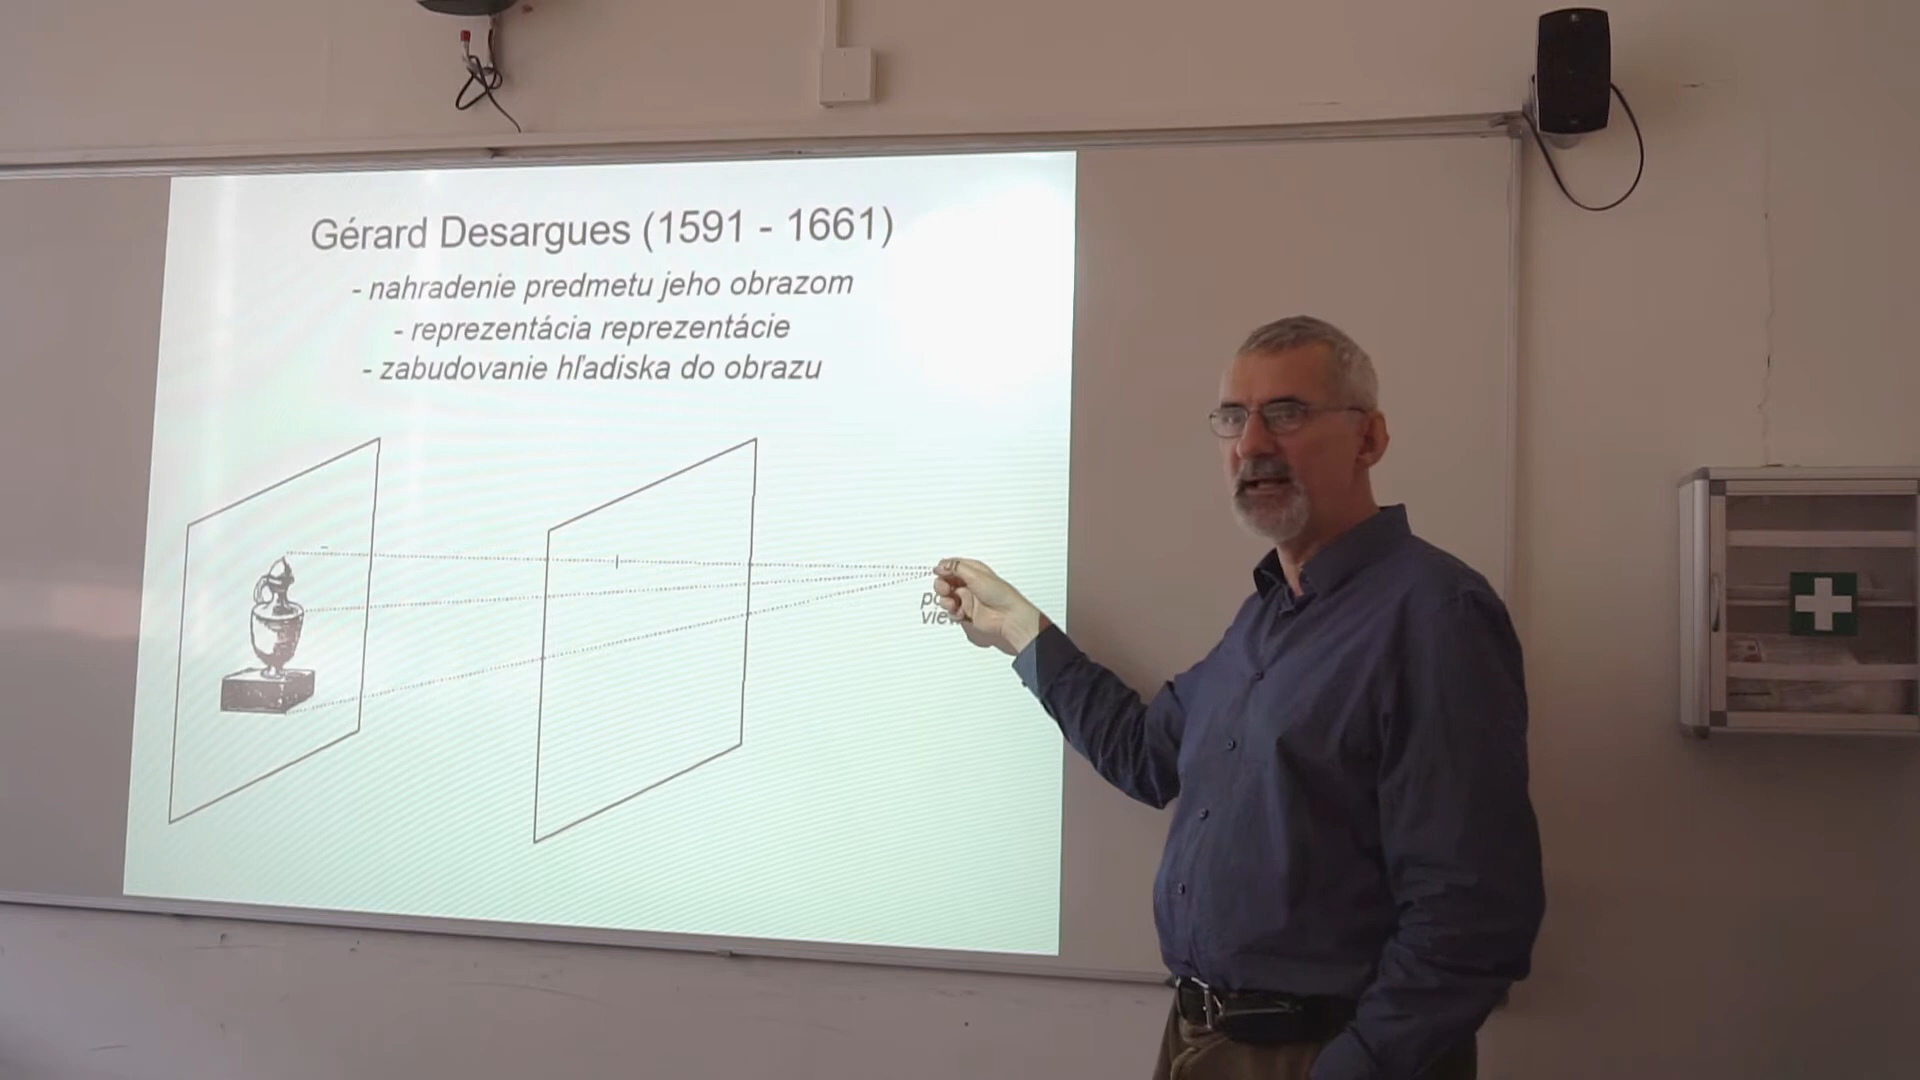 Gérard Desargues (1591 - 1661)
- nahradenie predmetu jeho obrazom
- reprezentácia reprezentácie
- zabudovanie hľadiska do obrazu